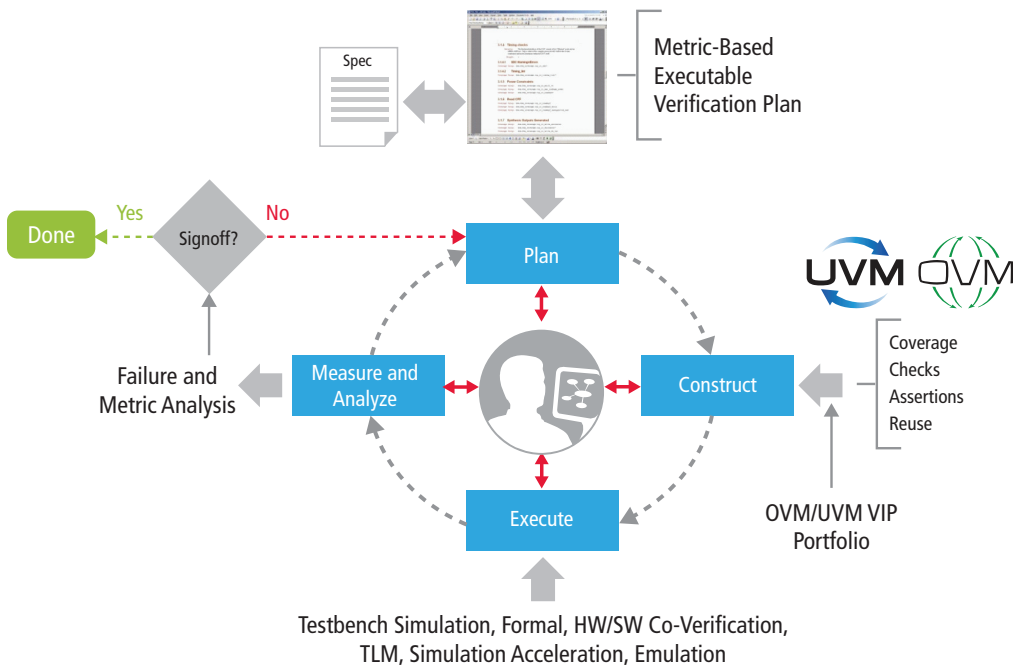 Spec
Metric-Based
Executable
Verification Plan
Yes
No
Done
Signoff?
Plan
UVM OVM
Failure and
Metric Analysis
Measure and
Analyze
Construct
Coverage
Checks
Assertions
Reuse
Execute
OVM/UVM VIP
Portfolio
Testbench Simulation, Formal, HW/SW Co-Verification,
TLM, Simulation Acceleration, Emulation